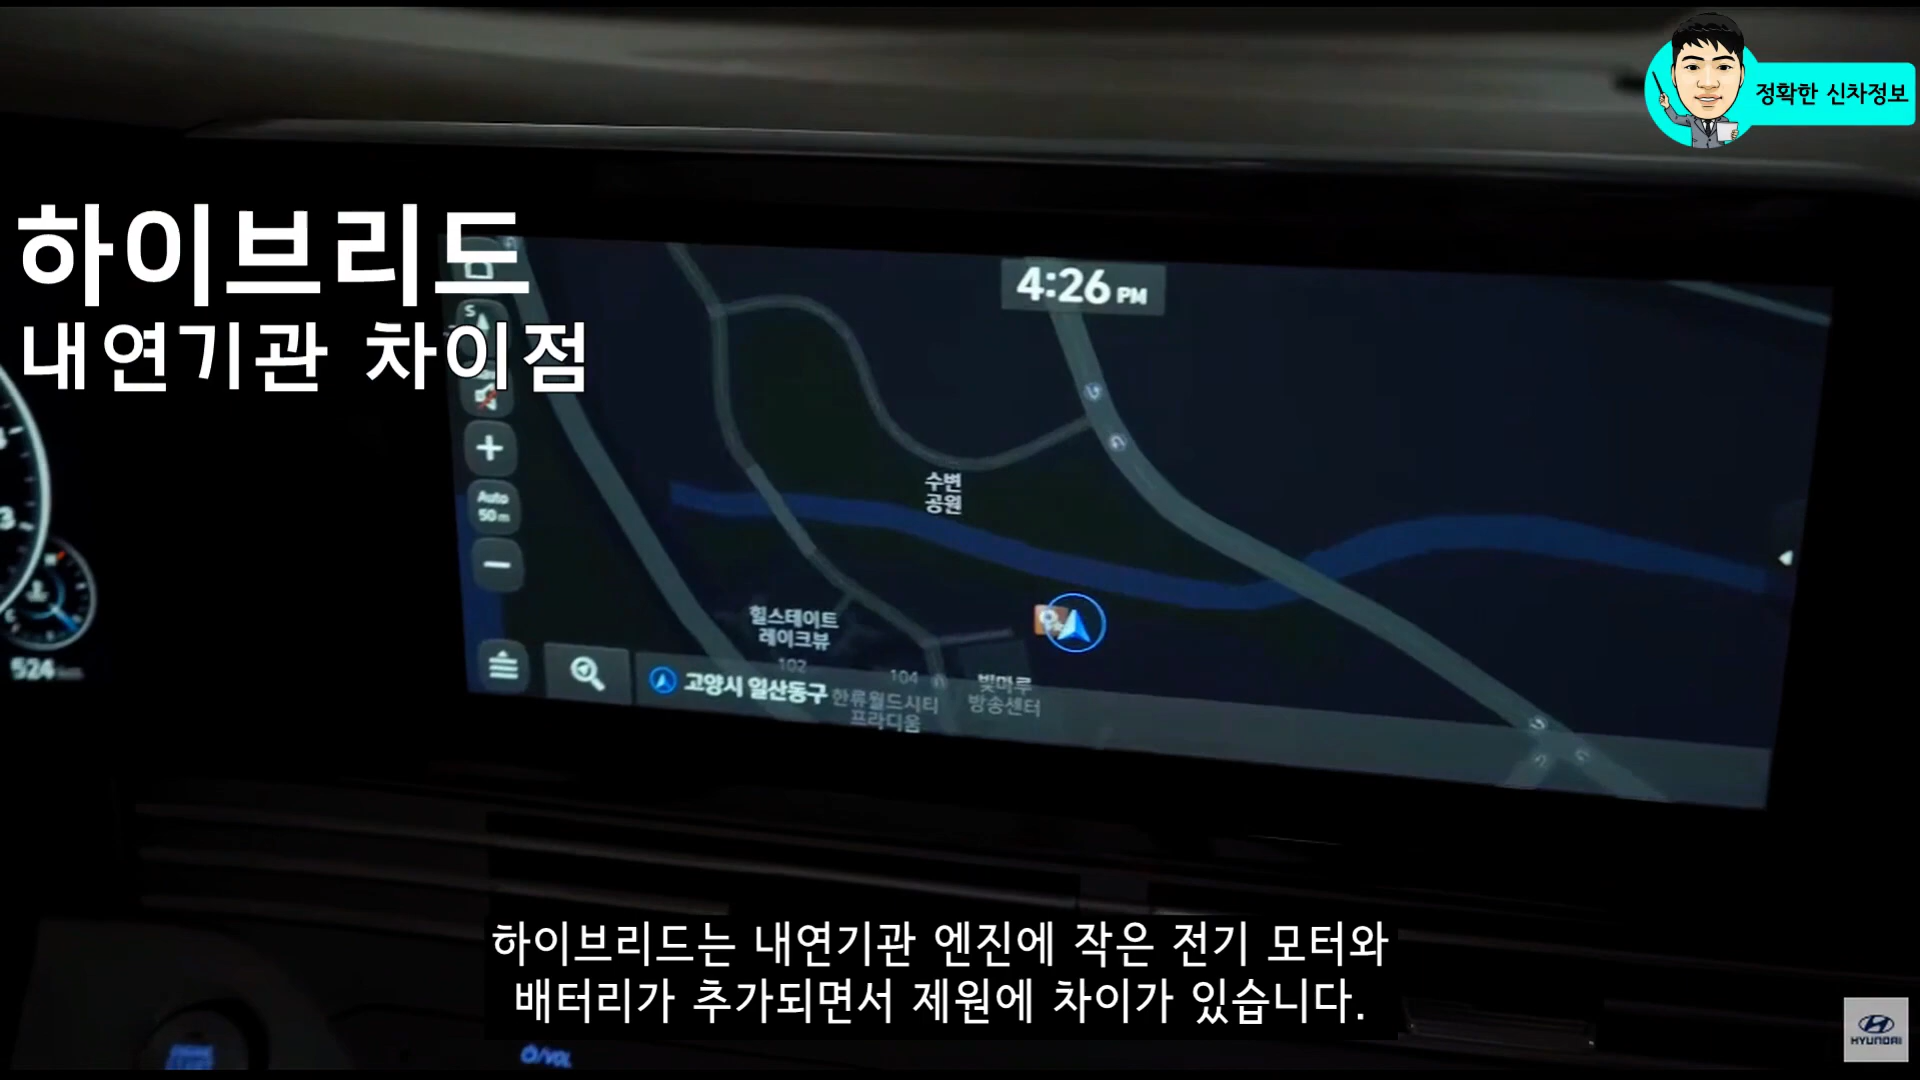 정확한 신차정보
하이브리드
내연기관 차이점
4:26 PM
S
Auto
50m
수변
공원
힐스테이트
레이크뷰
102
104
고양시 일산동구
한류월드시티
프라디움
빛마루
방송센터
3
524
하이브리드는 내연기관 엔진에 작은 전기 모터와
배터리가 추가되면서 제원에 차이가 있습니다.
/VOL
HYUNDAI